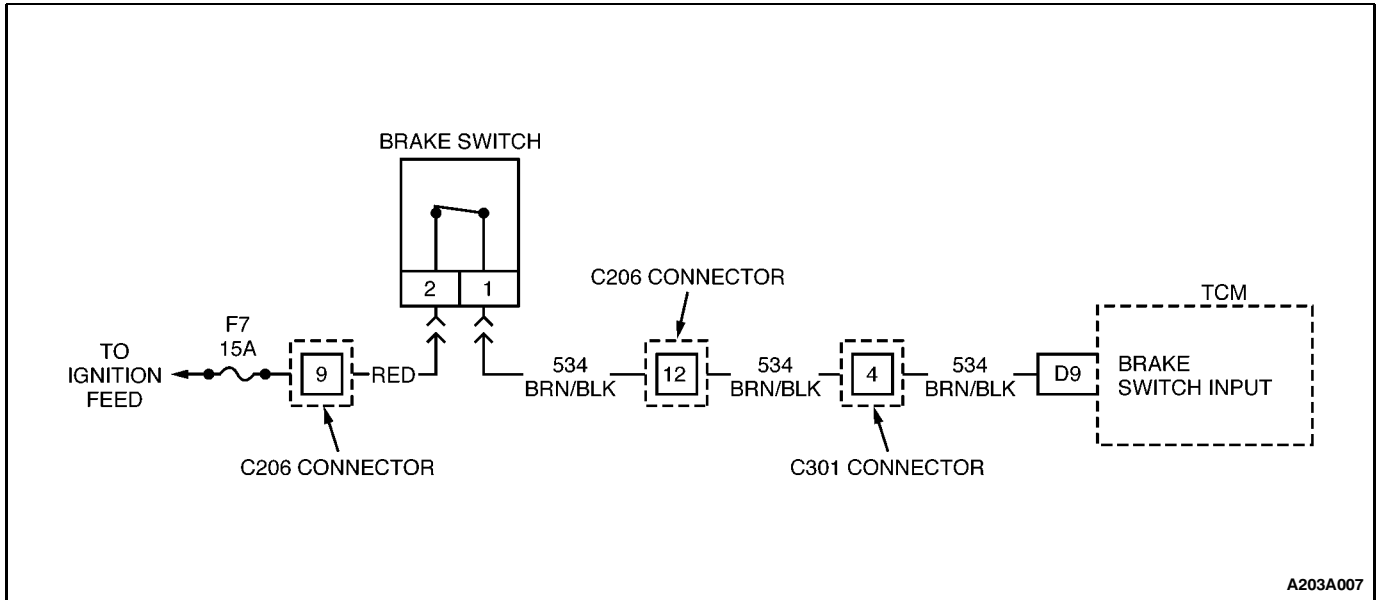 BRAKE SWITCH
2 1
C206 CONNECTOR
TCM
F7
15A
TO
IGNITION
FEED
9
RED
534
BRN/BLK
12
534
BRN/BLK
4
534
BRN/BLK
D9
BRAKE
SWITCH INPUT
C206 CONNECTOR
C301 CONNECTOR
A203A007